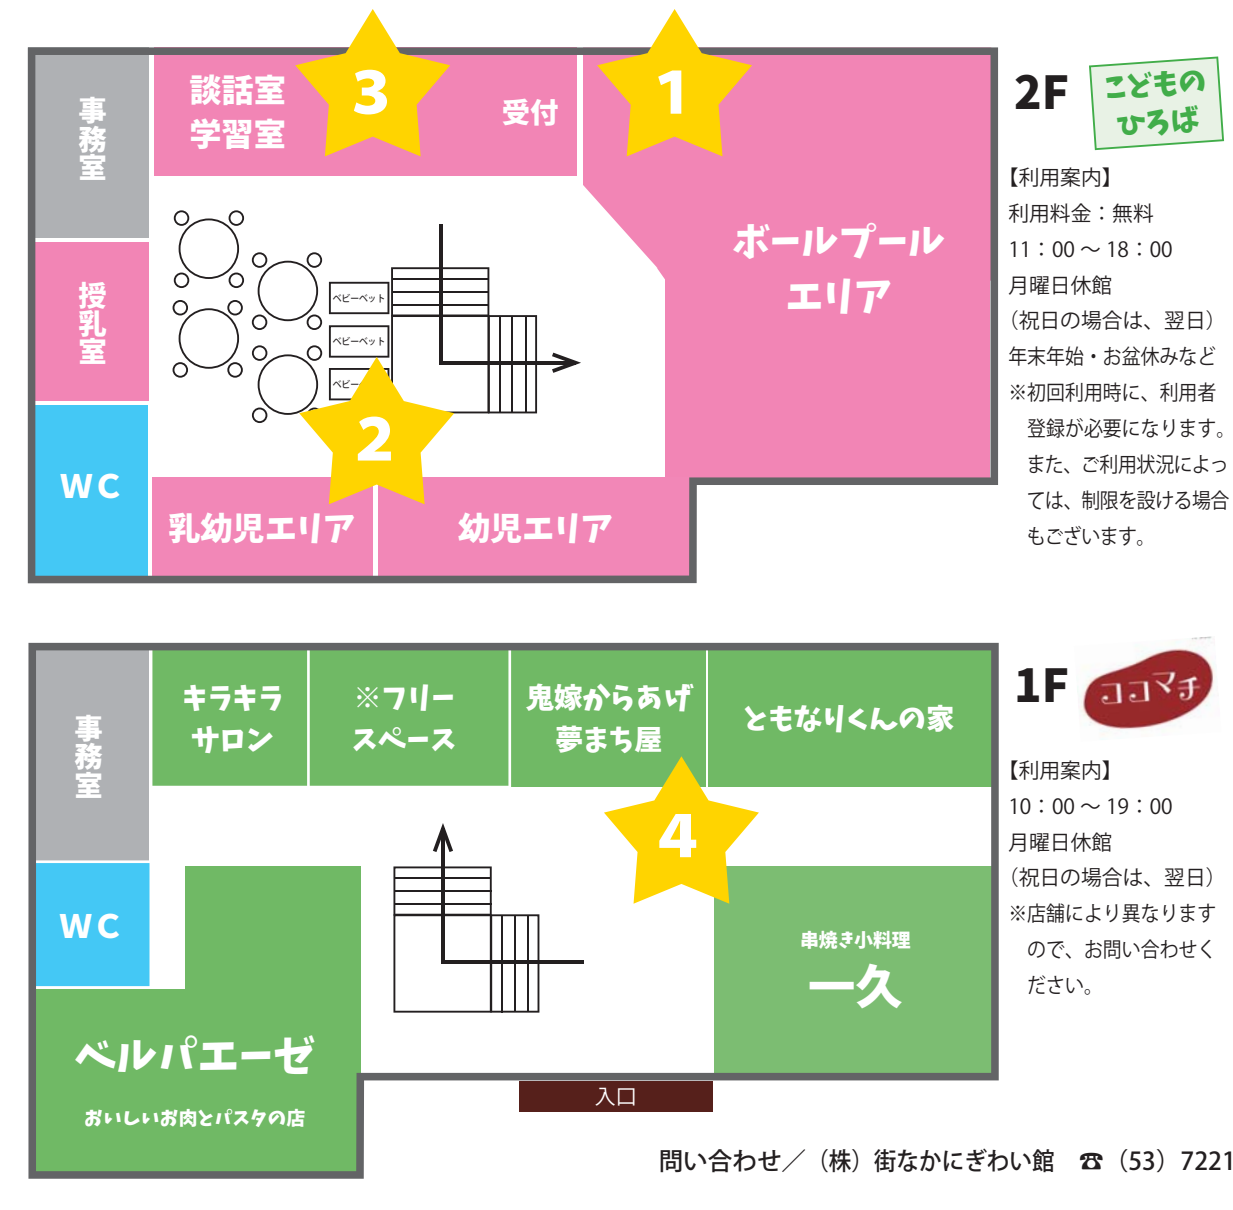 事務室
談話室
学習室
3
受付
1
ボールプール
エリア
授乳室
ベビーベット
ベビーベット
ベビー
2
WC
乳幼児エリア
幼児エリア
2F
こどもの
ひろば
【利用案内】
利用料金：無料
11：00～18：00
月曜日休館
（祝日の場合は、翌日）
年末年始・お盆休みなど
※初回利用時に、利用者
登録が必要になります。
また、ご利用状況によっ
ては、制限を設ける場合
もございます。
事務室
キラキラ
サロン
※フリー
スペース
鬼嫁からあげ
夢まち屋
ともなりくんの家
4
WC
串焼き小料理
一久
ベルパエーゼ
おいしいお肉とパスタの店
入口
1F
ココマチ
【利用案内】
10：00～19：00
月曜日休館
（祝日の場合は、翌日）
※店舗により異なります
ので、お問い合わせく
ださい。
問い合わせ／（株）街なかにぎわい館　☎（53）7221